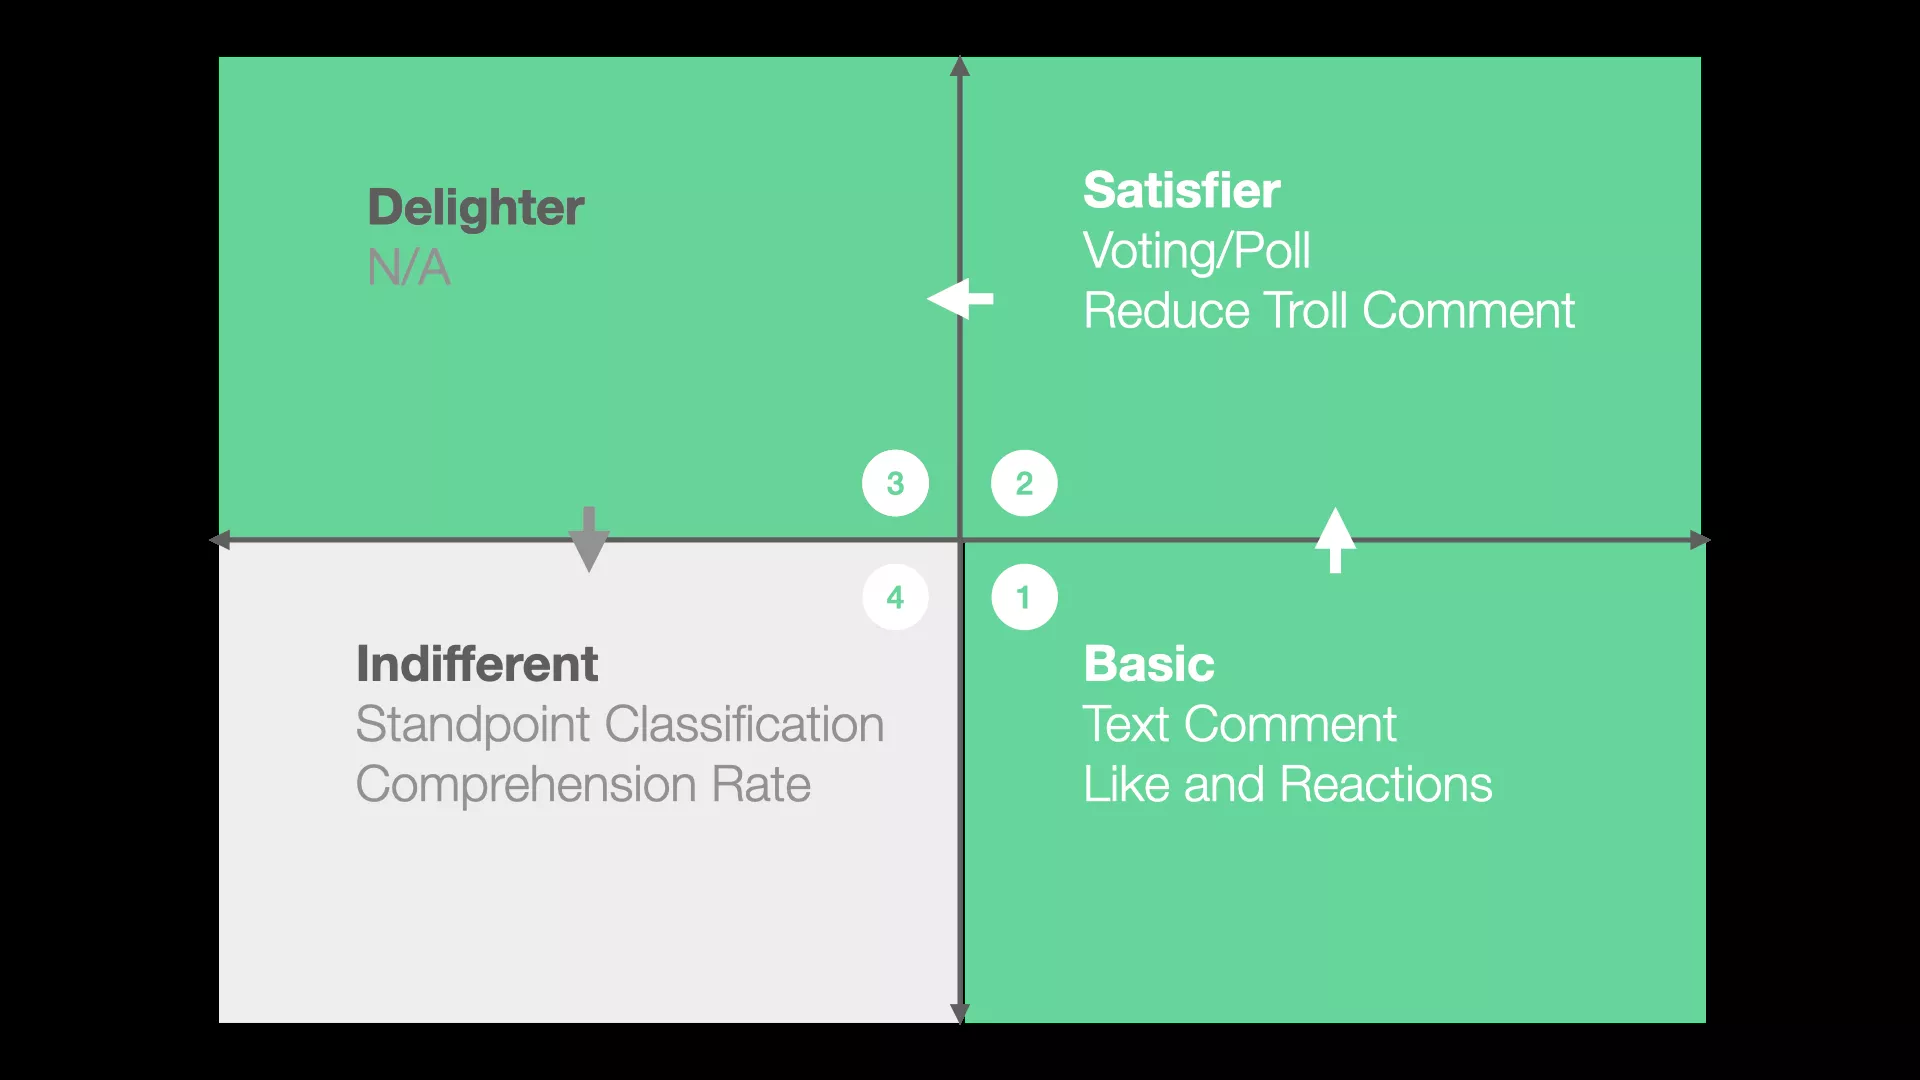 Delighter
N/A
Satisfier
Voting/Poll
Reduce Troll Comment
3
2
4
1
Indifferent
Standpoint Classification
Comprehension Rate
Basic
Text Comment
Like and Reactions